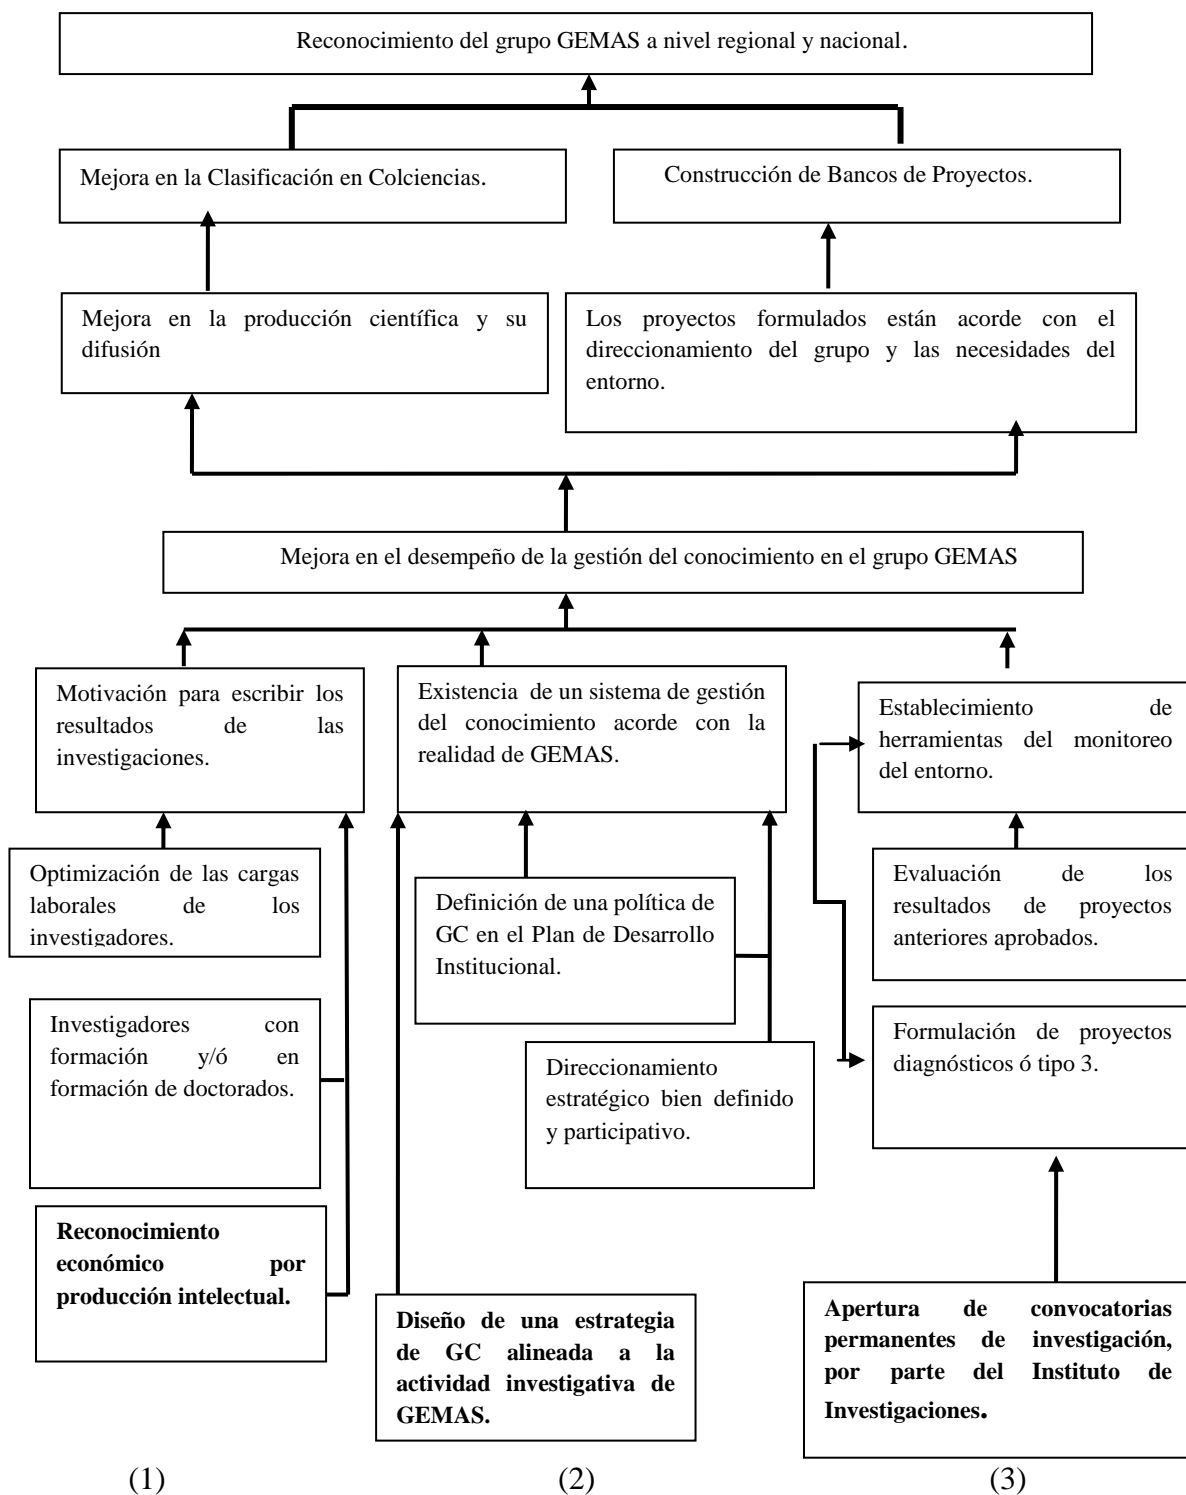 Reconocimiento del grupo GEMAS a nivel regional y nacional.
Mejora en la Clasificación en Colciencias.
Construcción de Bancos de Proyectos.
Mejora en la producción científica y su
difusión
Los proyectos formulados están acorde con el
direccionamiento del grupo y las necesidades del
entorno.
Mejora en el desempeño de la gestión del conocimiento en el grupo GEMAS
Motivación para escribir los
resultados de las
investigaciones.
Existencia de un sistema de gestión
del conocimiento acorde con la
realidad de GEMAS.
Establecimiento de
herramientas del monitoreo
del entorno.
Optimización de las cargas
laborales de los
investigadores.
Definición de una política de
GC en el Plan de Desarrollo
Institucional.
Evaluación de los
resultados de proyectos
anteriores aprobados.
Investigadores con
formación y/ó en
formación de doctorados.
Direccionamiento
estratégico bien definido
y participativo.
Formulación de proyectos
diagnósticos ó tipo 3.
Reconocimiento
económico por
producción intelectual.
Diseño de una estrategia
de GC alineada a la
actividad investigativa de
GEMAS.
Apertura de convocatorias
permanentes de investigación,
por parte del Instituto de
Investigaciones.
(1) (2) (3)